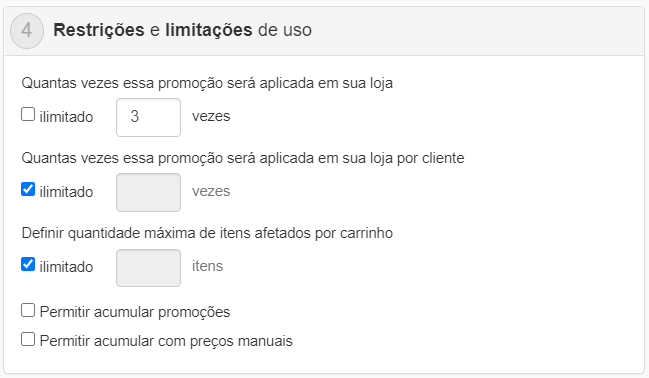 4 Restrições e limitações de uso
Quantas vezes essa promoção será aplicada em sua loja
ilimitado 3 vezes
Quantas vezes essa promoção será aplicada em sua loja por cliente
ilimitado vezes
Definir quantidade máxima de itens afetados por carrinho
ilimitado itens
Permitir acumular promoções
Permitir acumular com preços manuais